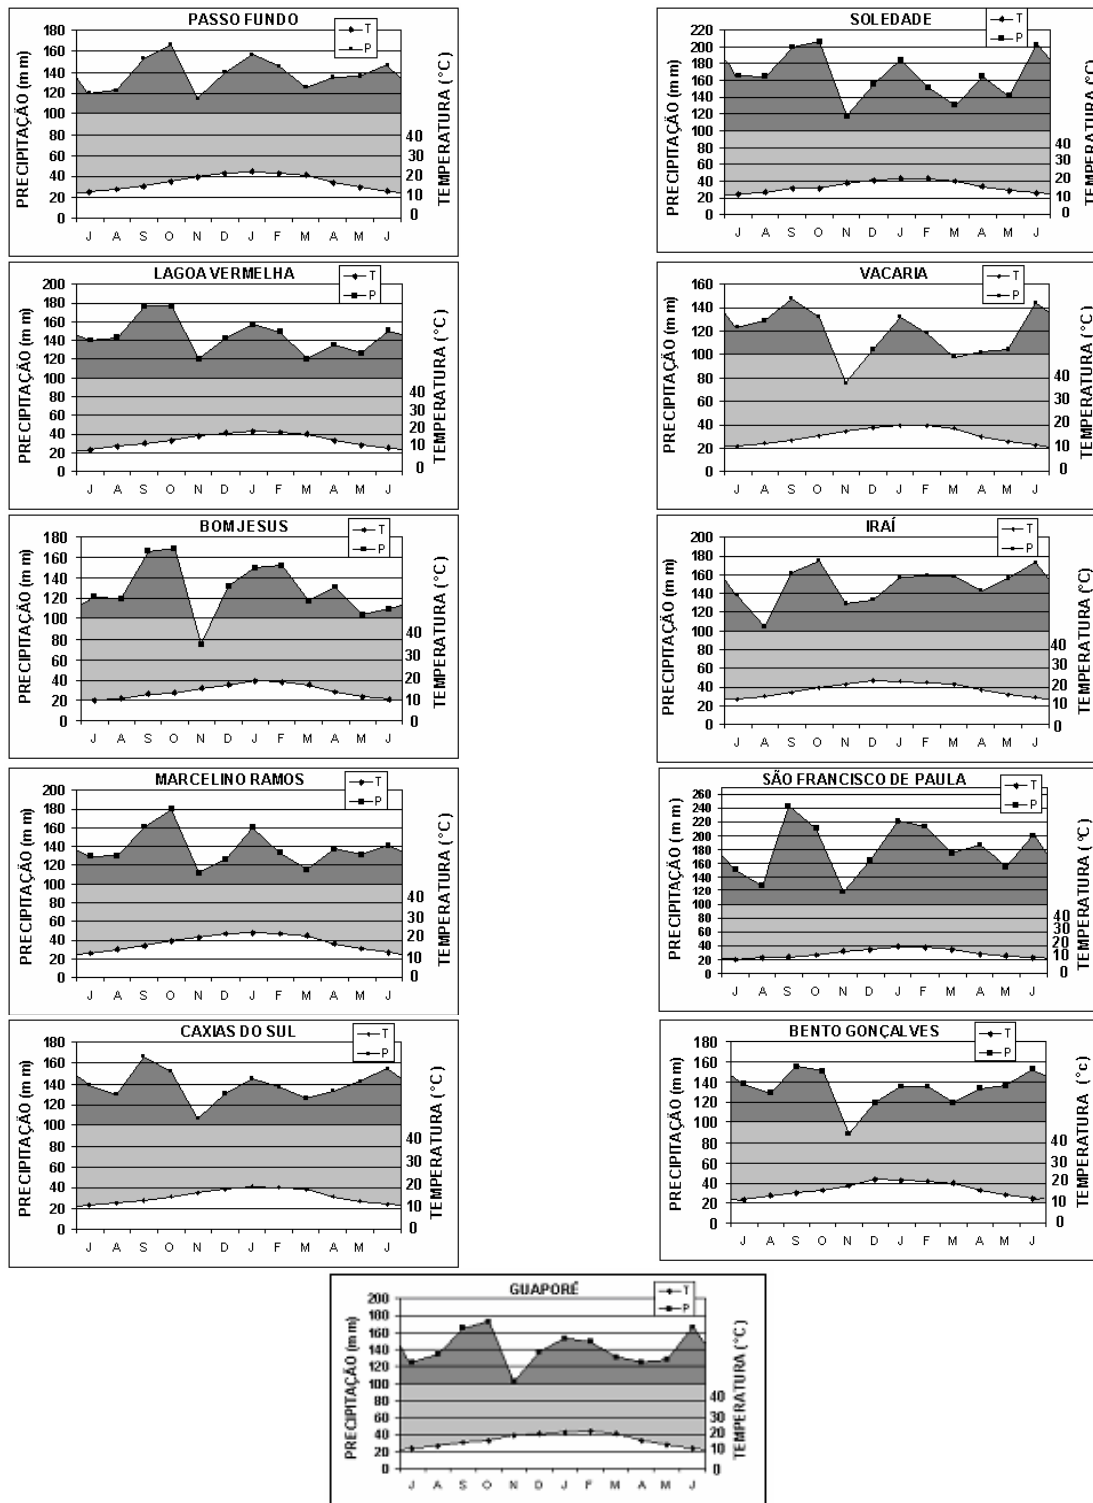 PASSO FUNDO
T
P
PRECIPITAÇÃO (mm)
TEMPERATURA (°C)
180
160
140
120
100
80
60
40
20
0
40
30
20
10
0
J A S O N D J F M A M J
SOLEDADE
T
P
PRECIPITAÇÃO (mm)
TEMPERATURA (°C)
220
200
180
160
140
120
100
80
60
40
20
0
40
30
20
10
0
J A S O N D J F M A M J
LAGOA VERMELHA
T
P
PRECIPITAÇÃO (mm)
TEMPERATURA (°C)
200
180
160
140
120
100
80
60
40
20
0
40
30
20
10
0
J A S O N D J F M A M J
VACARIA
T
P
PRECIPITAÇÃO (mm)
TEMPERATURA (°C)
160
140
120
100
80
60
40
20
0
40
30
20
10
0
J A S O N D J F M A M J
BOM JESUS
T
P
PRECIPITAÇÃO (mm)
TEMPERATURA (°C)
180
160
140
120
100
80
60
40
20
0
40
30
20
10
0
J A S O N D J F M A M J
IRAÍ
T
P
PRECIPITAÇÃO (mm)
TEMPERATURA (°C)
200
180
160
140
120
100
80
60
40
20
0
40
30
20
10
0
J A S O N D J F M A M J
MARCELINO RAMOS
T
P
PRECIPITAÇÃO (mm)
TEMPERATURA (°C)
200
180
160
140
120
100
80
60
40
20
0
40
30
20
10
0
J A S O N D J F M A M J
SÃO FRANCISCO DE PAULA
T
P
PRECIPITAÇÃO (mm)
TEMPERATURA (°C)
260
240
220
200
180
160
140
120
100
80
60
40
20
0
40
30
20
10
0
J A S O N D J F M A M J
CAXIAS DO SUL
T
P
PRECIPITAÇÃO (mm)
TEMPERATURA (°C)
180
160
140
120
100
80
60
40
20
0
40
30
20
10
0
J A S O N D J F M A M J
BENTO GONÇALVES
T
P
PRECIPITAÇÃO (mm)
TEMPERATURA (°c)
180
160
140
120
100
80
60
40
20
0
40
30
20
10
0
J A S O N D J F M A M J
GUAPORÉ
T
P
PRECIPITAÇÃO (mm)
TEMPERATURA (°C)
200
180
160
140
120
100
80
60
40
20
0
40
30
20
10
0
J A S O N D J F M A M J